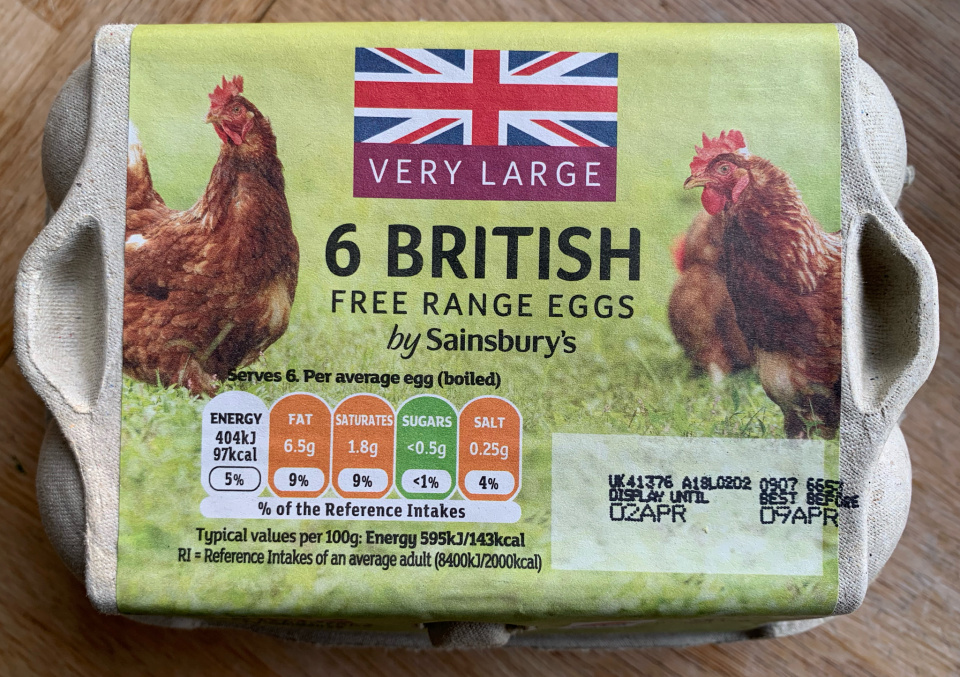 VERY LARGE
6 BRITISH
FREE RANGE EGGS
by Sainsbury's
Serves 6. Per average egg (boiled)
ENERGY FAT SATURATES SUGARS SALT
404kJ 6.5g 1.8g <0.5g 0.25g
97kcal
5% 9% 9% <1% 4%
% of the Reference Intakes
Typical values per 100g: Energy 595kJ/143kcal
RI = Reference Intakes of an average adult (8400kJ/2000kcal)
UK41376 A18L0202 0907
DISPLAY UNTIL BEST BEFORE
02APR 09APR